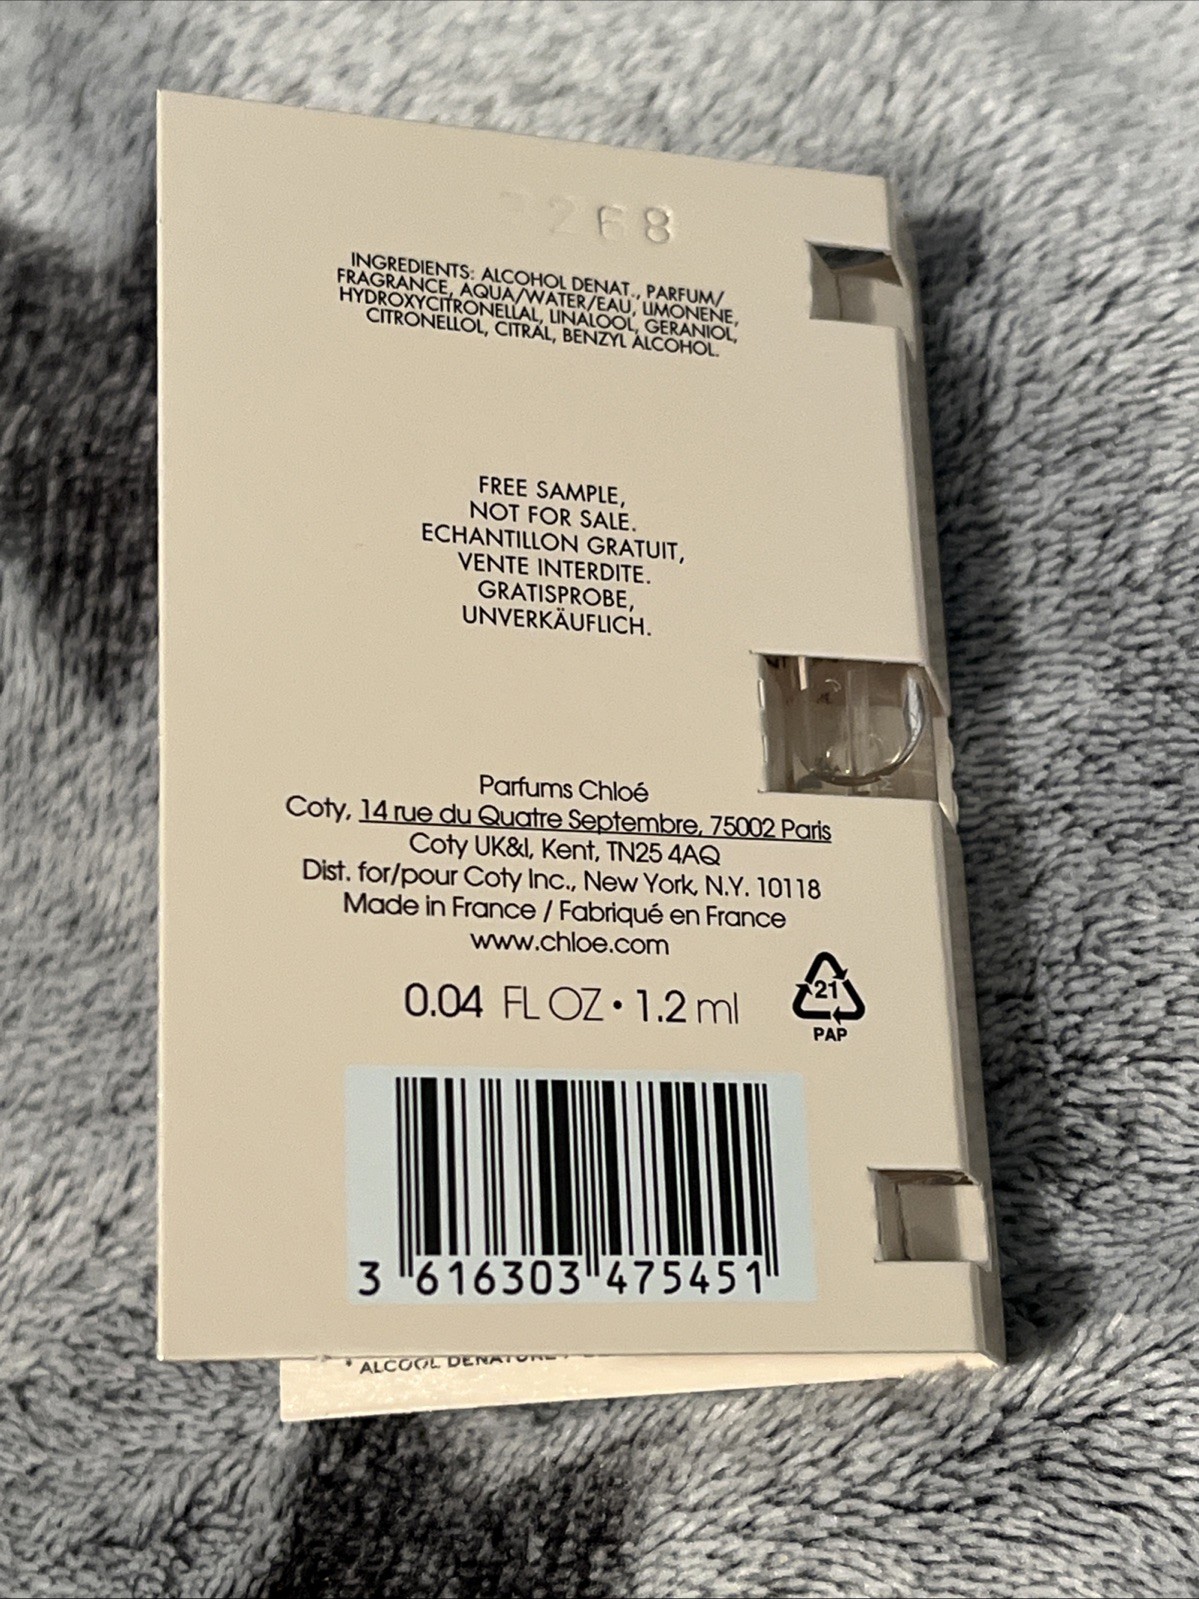 268
INGREDIENTS: ALCOHOL DENAT., PARFUM/
FRAGRANCE, AQUA/WATER/EAU, LIMONENE,
HYDROXYCITRONELLAL, LINALOOL, GERANIOL,
CITRONELLOL, CITRAL, BENZYL ALCOHOL.
FREE SAMPLE,
NOT FOR SALE.
ECHANTILLON GRATUIT,
VENTE INTERDITE.
GRATISPROBE,
UNVERKÄUFLICH.
Parfums Chloé
Coty, 14 rue du Quatre Septembre, 75002 Paris
Coty UK&I, Kent, TN25 4AQ
Dist. for/pour Coty Inc., New York, N.Y. 10118
Made in France / Fabriqué en France
www.chloe.com
0.04 FL OZ • 1.2 ml
21
PAP
3 616303 475451
* ALCOOL